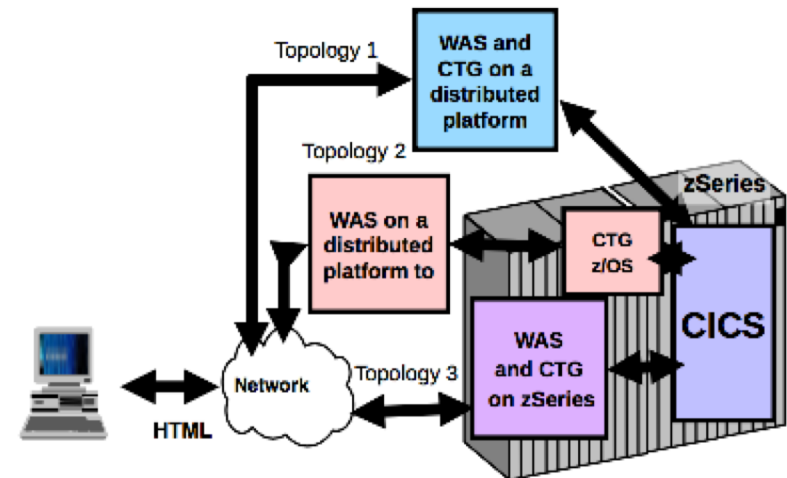 Topology 1
WAS and
CTG on a
distributed
platform
Topology 2
zSeries
WAS on a
distributed
platform to
CTG
z/OS
CICS
WAS
and CTG
on zSeries
Network
Topology 3
HTML